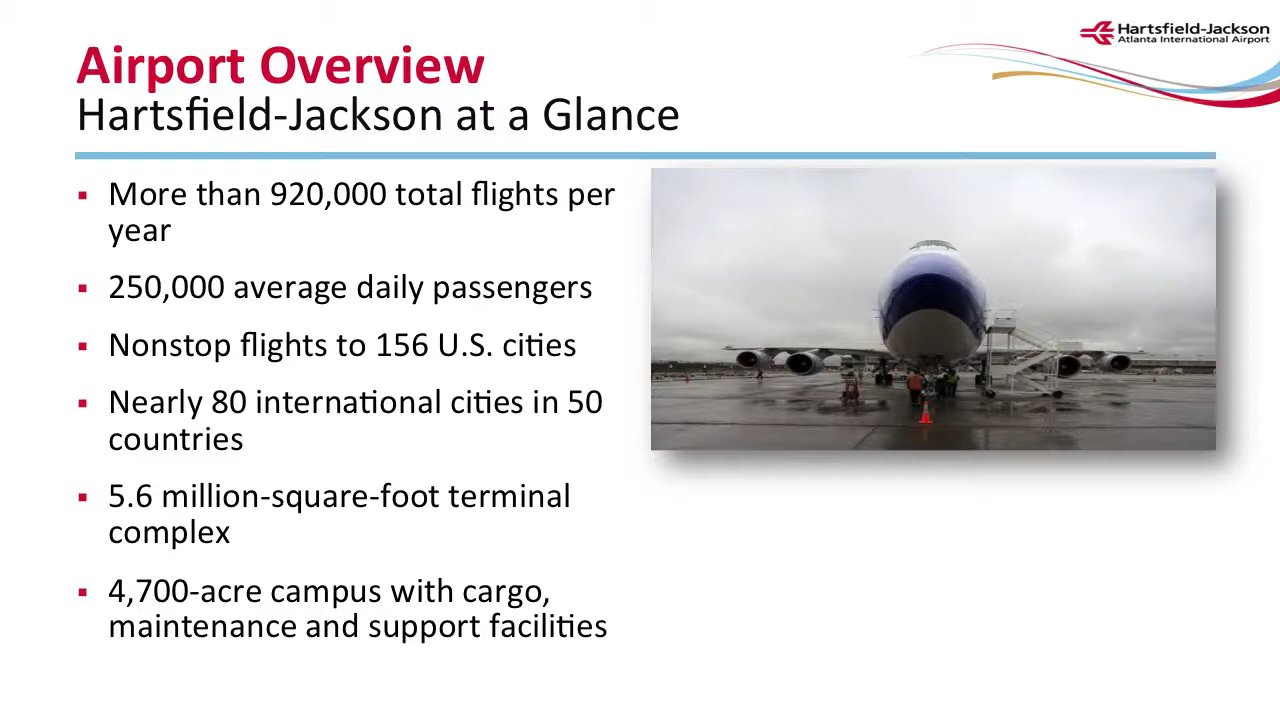 Hartsfield-Jackson
Atlanta International Airport
Airport Overview
Hartsfield-Jackson at a Glance
▪ More than 920,000 total flights per
year
▪ 250,000 average daily passengers
▪ Nonstop flights to 156 U.S. cities
▪ Nearly 80 international cities in 50
countries
▪ 5.6 million-square-foot terminal
complex
▪ 4,700-acre campus with cargo,
maintenance and support facilities